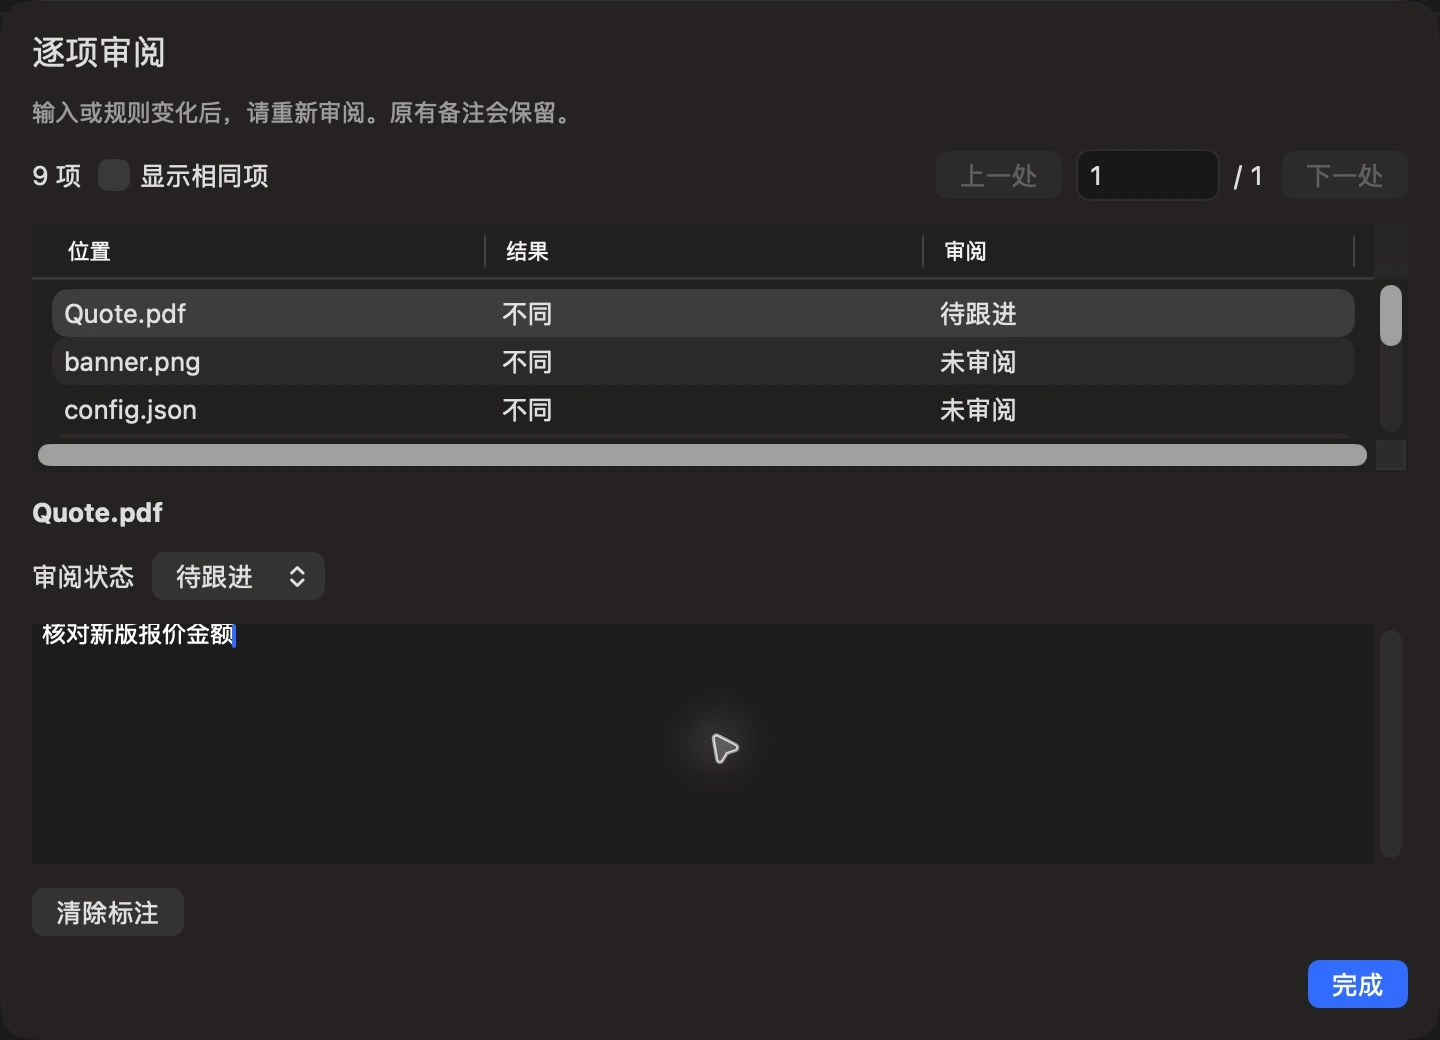 逐项审阅
输入或规则变化后，请重新审阅。原有备注会保留。
9 项 显示相同项 上一处 1 / 1 下一处
位置 结果 审阅
Quote.pdf 不同 待跟进
banner.png 不同 未审阅
config.json 不同 未审阅
Quote.pdf
审阅状态 待跟进
核对新版报价金额
清除标注
完成